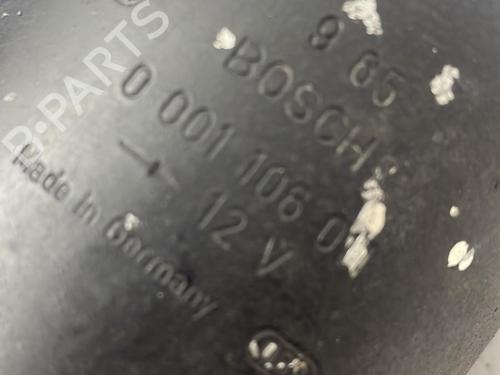 B-PARTS
9 85
BOSCH
0 001 106 0
12 V
Made in Germany